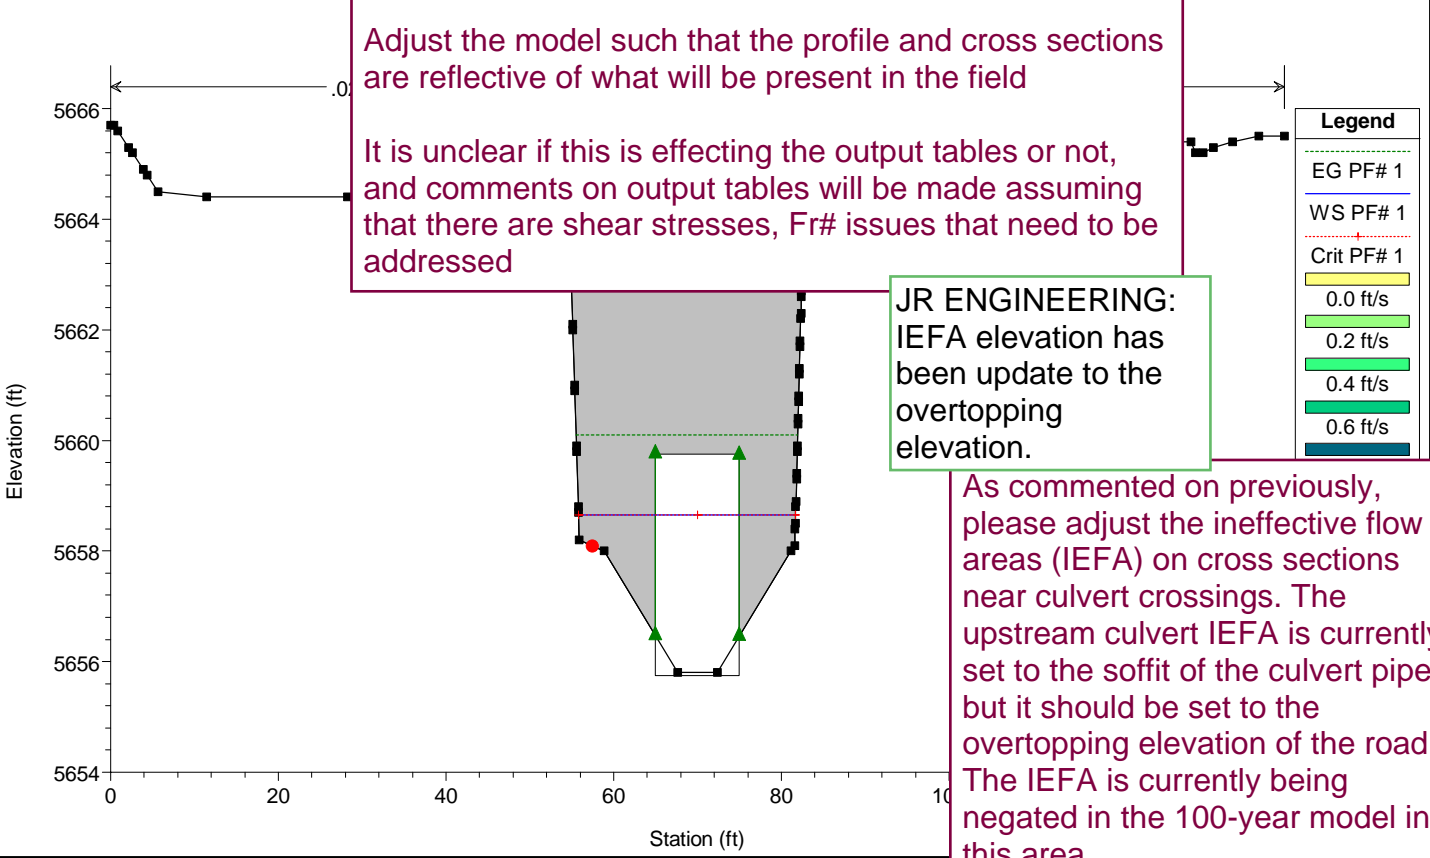 Adjust the model such that the profile and cross sections
are reflective of what will be present in the field
It is unclear if this is effecting the output tables or not,
and comments on output tables will be made assuming
that there are shear stresses, Fr# issues that need to be
addressed
JR ENGINEERING:
IEFA elevation has
been update to the
overtopping
elevation.
As commented on previously,
please adjust the ineffective flow
areas (IEFA) on cross sections
near culvert crossings. The
upstream culvert IEFA is currently
set to the soffit of the culvert pipe
but it should be set to the
overtopping elevation of the road
The IEFA is currently being
negated in the 100-year model in
this area
Legend
EG PF# 1
WS PF# 1
Crit PF# 1
0.0 ft/s
0.2 ft/s
0.4 ft/s
0.6 ft/s
5666
5664
5662
5660
5658
5656
5654
Elevation (ft)
0
20
40
60
80
Station (ft)